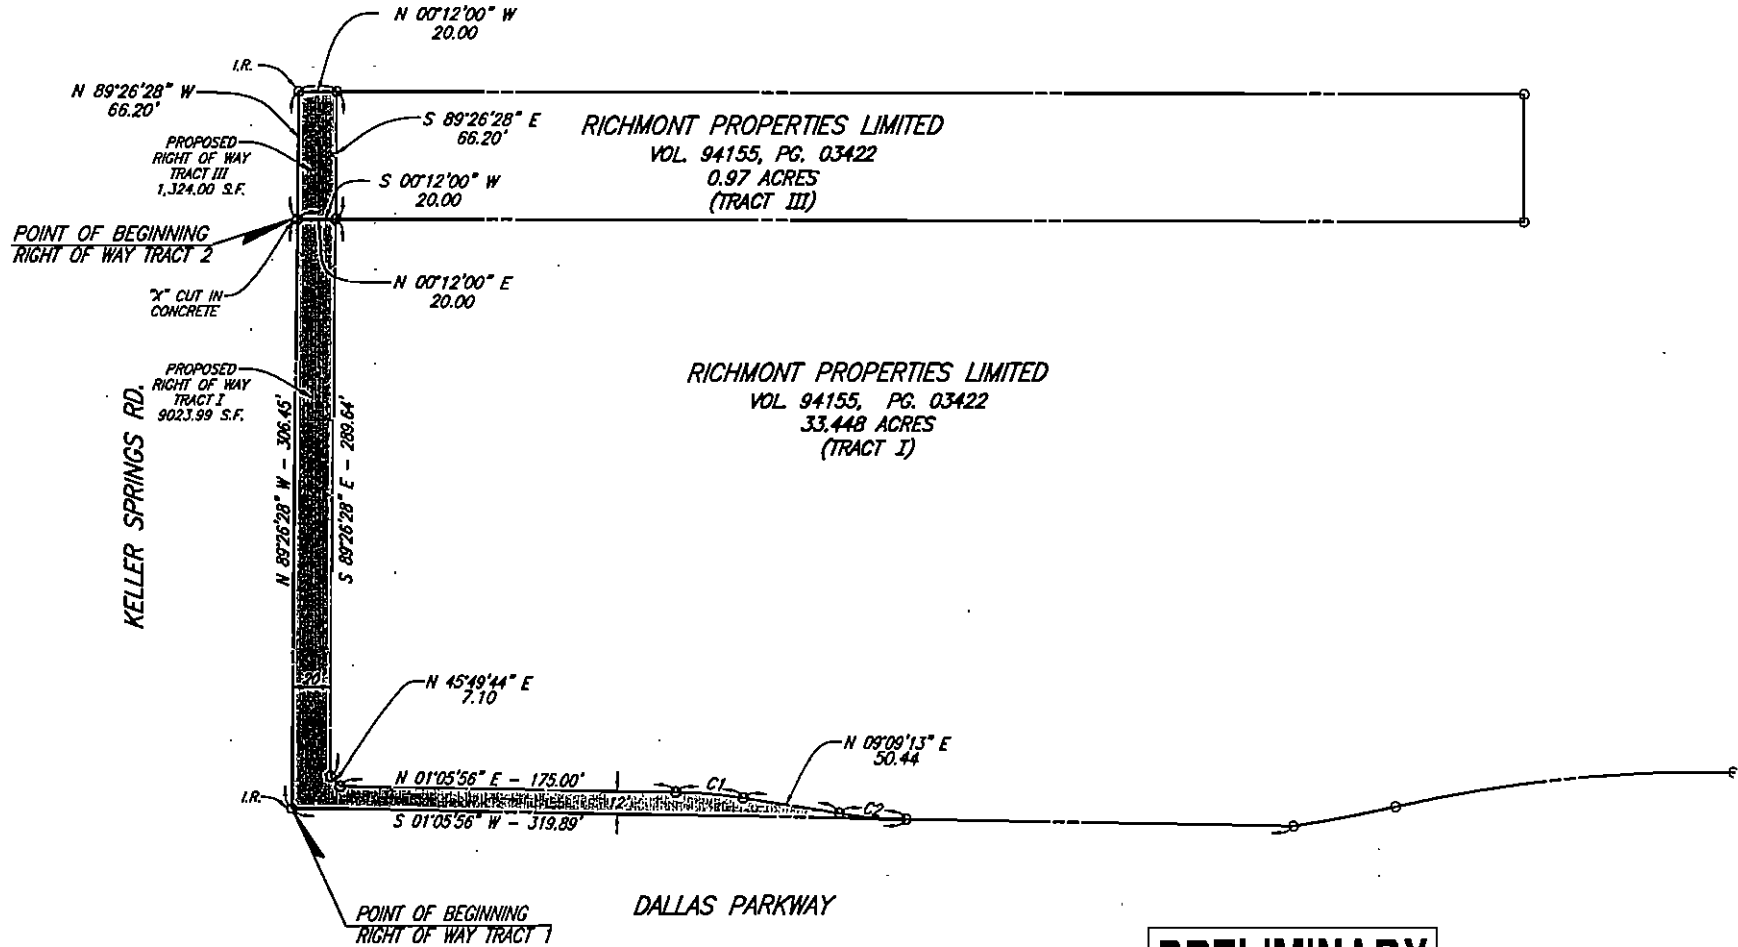 N 00°12'00" W
20.00
I.R.
N 89°26'28" W
66.20'
S 89°26'28" E
66.20'
PROPOSED
RIGHT OF WAY
TRACT III
1,324.00 S.F.
S 00°12'00" W
20.00
RICHMONT PROPERTIES LIMITED
VOL. 94155, PG. 03422
0.97 ACRES
(TRACT III)
POINT OF BEGINNING
RIGHT OF WAY TRACT 2
"X" CUT IN
CONCRETE
N 00°12'00" E
20.00
PROPOSED
RIGHT OF WAY
TRACT I
9023.99 S.F.
RICHMONT PROPERTIES LIMITED
VOL. 94155, PG. 03422
33.448 ACRES
(TRACT I)
KELLER SPRINGS RD.
N 89°26'28" W - 306.45'
S 89°26'28" E - 289.64'
20'
N 45°49'44" E
7.10
N 09°09'13" E
50.44
I.R.
N 01°05'56" E - 175.00'
C1
12'
C2
S 01°05'56" W - 319.89'
DALLAS PARKWAY
POINT OF BEGINNING
RIGHT OF WAY TRACT 1
PRELIMINARY